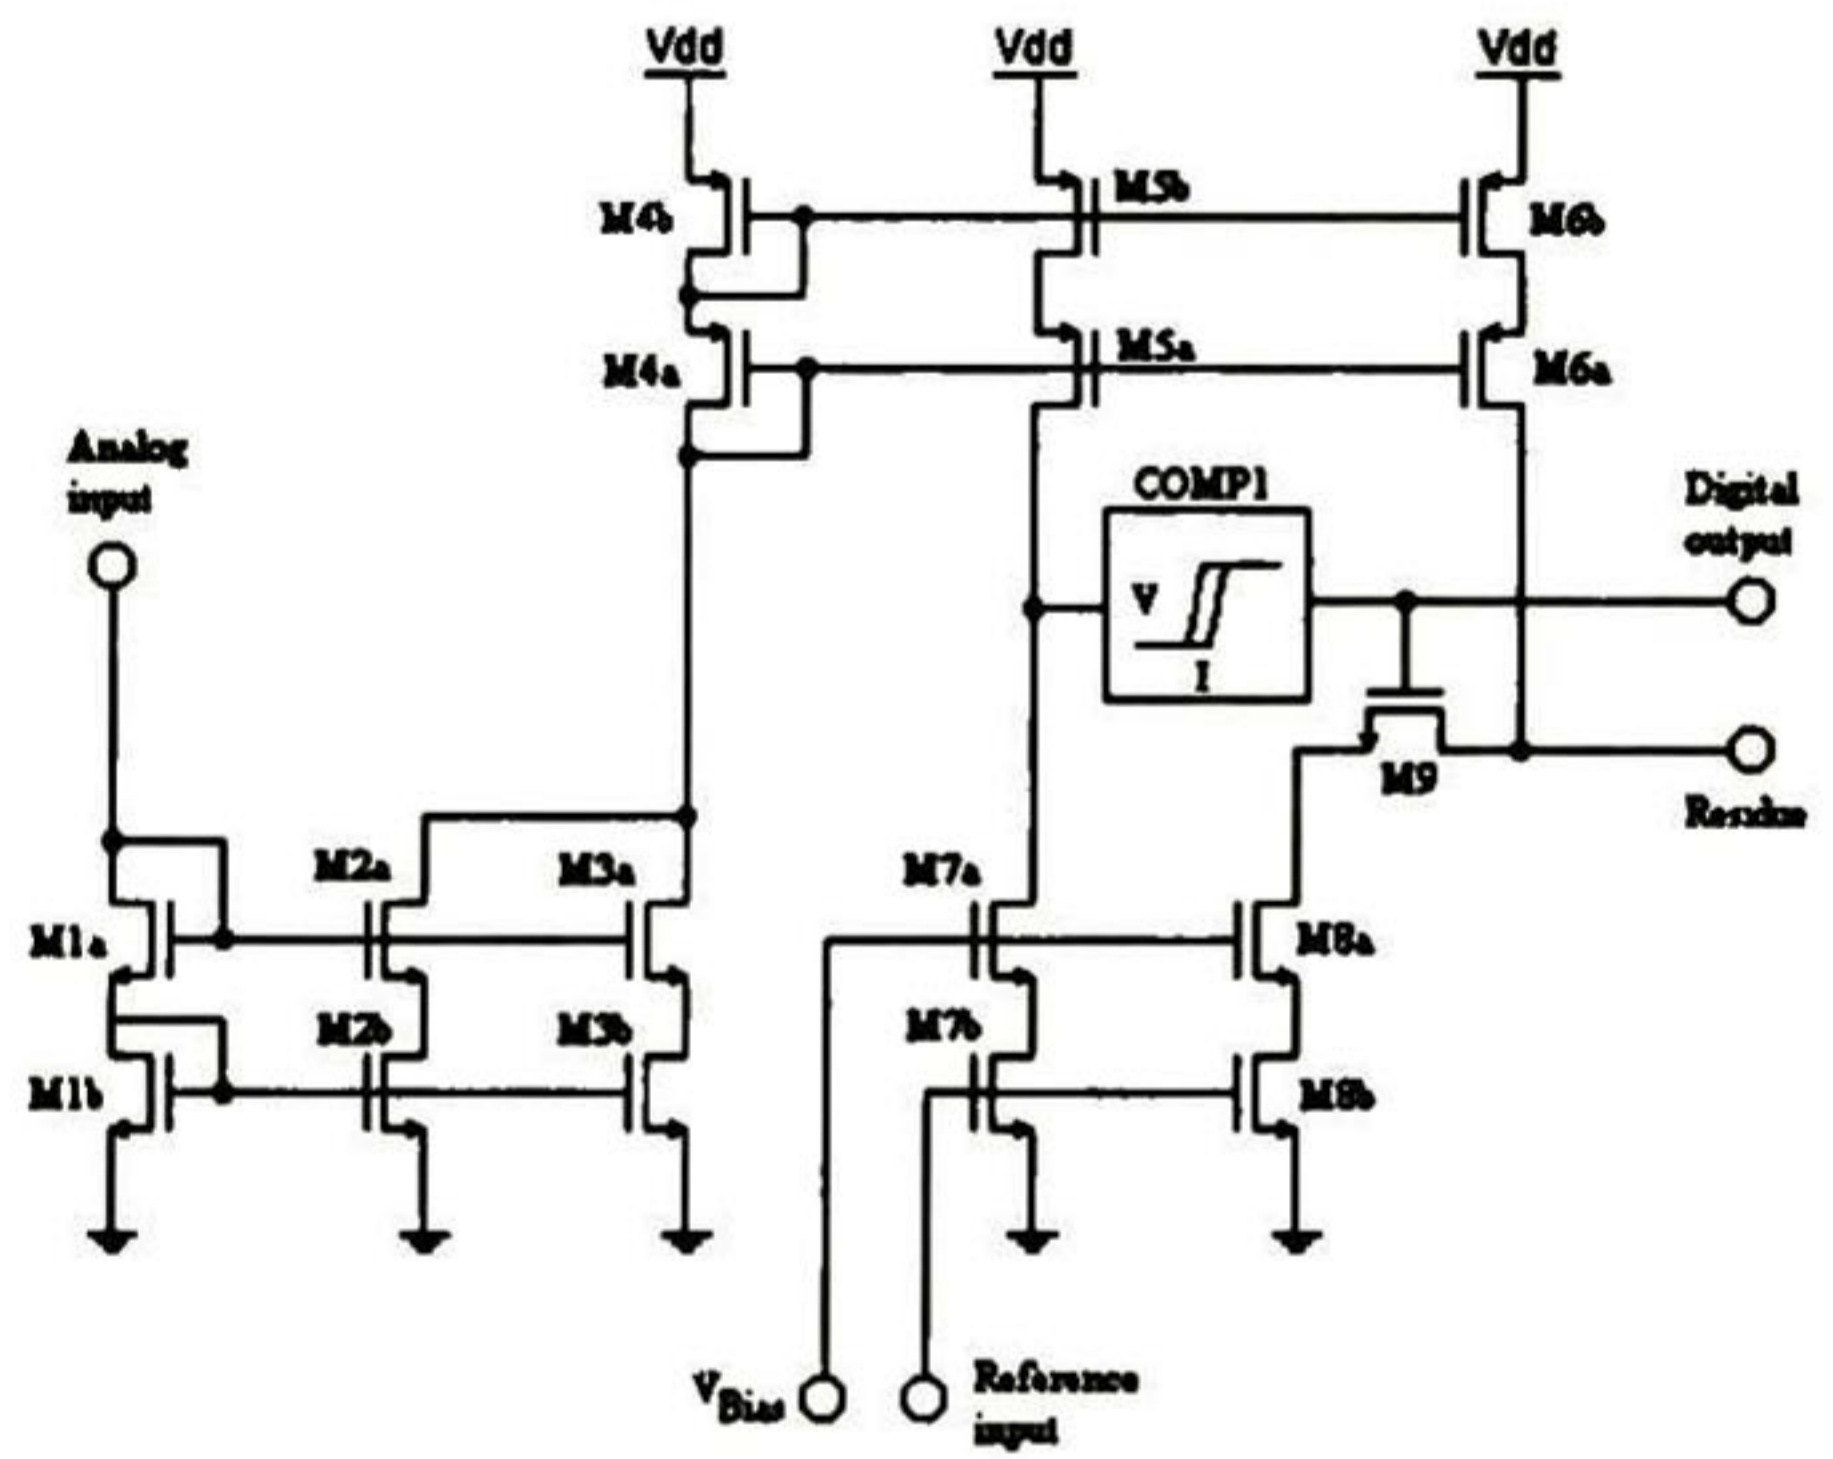 Vdd
Vdd
Vdd
M5b
M4b
M6b
M5a
M4a
M6a
Analog
input
COMP1
Digital
output
V
I
M9
Residue
M2a
M3a
M7a
M1a
M8a
M2b
M3b
M7b
M1b
M8b
VBias
Reference
input